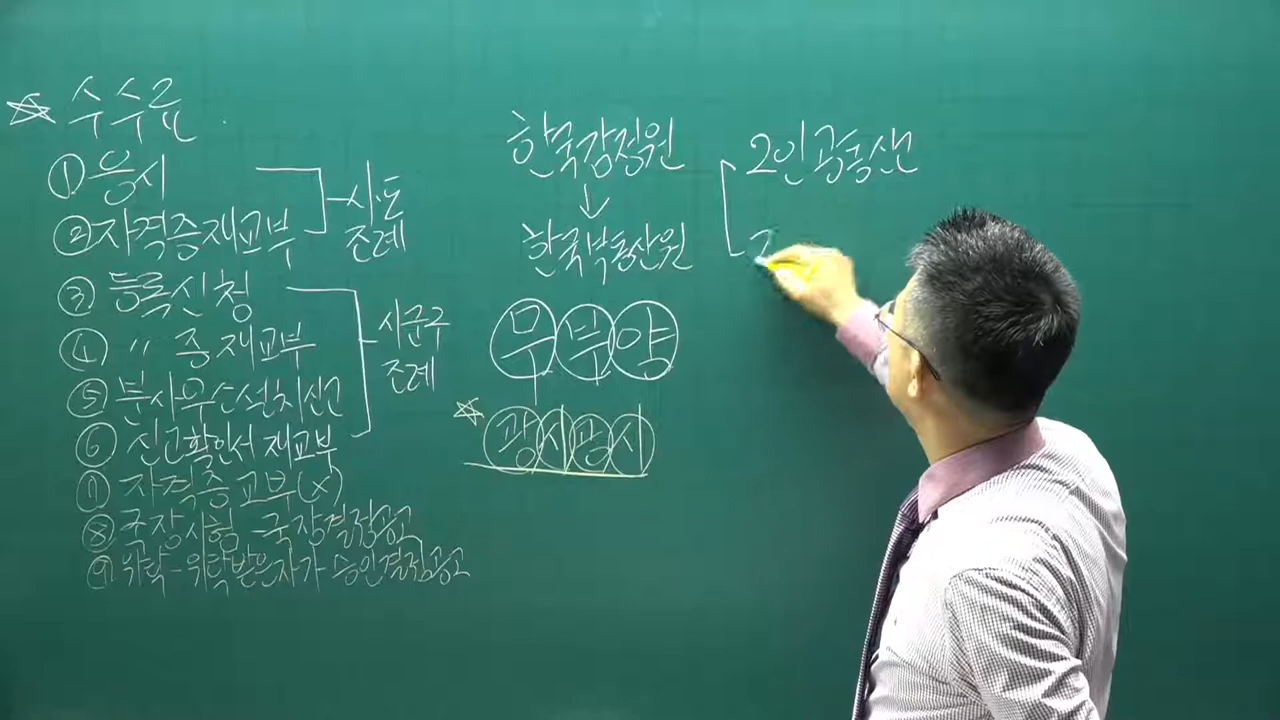 ☆ 수수료
① 응시
② 자격증재교부
시·도
조례
③ 등록신청
④ 〃 증재교부
⑤ 분사무소설치신고
⑥ 신고확인서 재교부
시군구
조례
⑦ 자격증교부(x)
⑧ 국장시험 - 국장결정공고
⑨ 위탁 - 위탁받은자가 승인결정공고
한국감정원
↓
한국부동산원
무 부 양
☆ 광 시 광 시
2인공동신